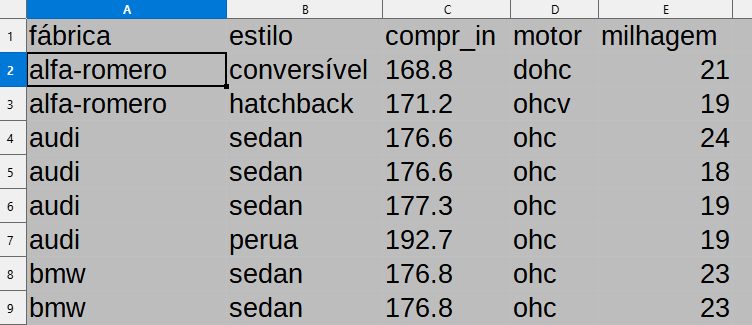 A B C D E
1 fábrica estilo compr_in motor milhagem
2 alfa-romero conversível 168.8 dohc 21
3 alfa-romero hatchback 171.2 ohcv 19
4 audi sedan 176.6 ohc 24
5 audi sedan 176.6 ohc 18
6 audi sedan 177.3 ohc 19
7 audi perua 192.7 ohc 19
8 bmw sedan 176.8 ohc 23
9 bmw sedan 176.8 ohc 23